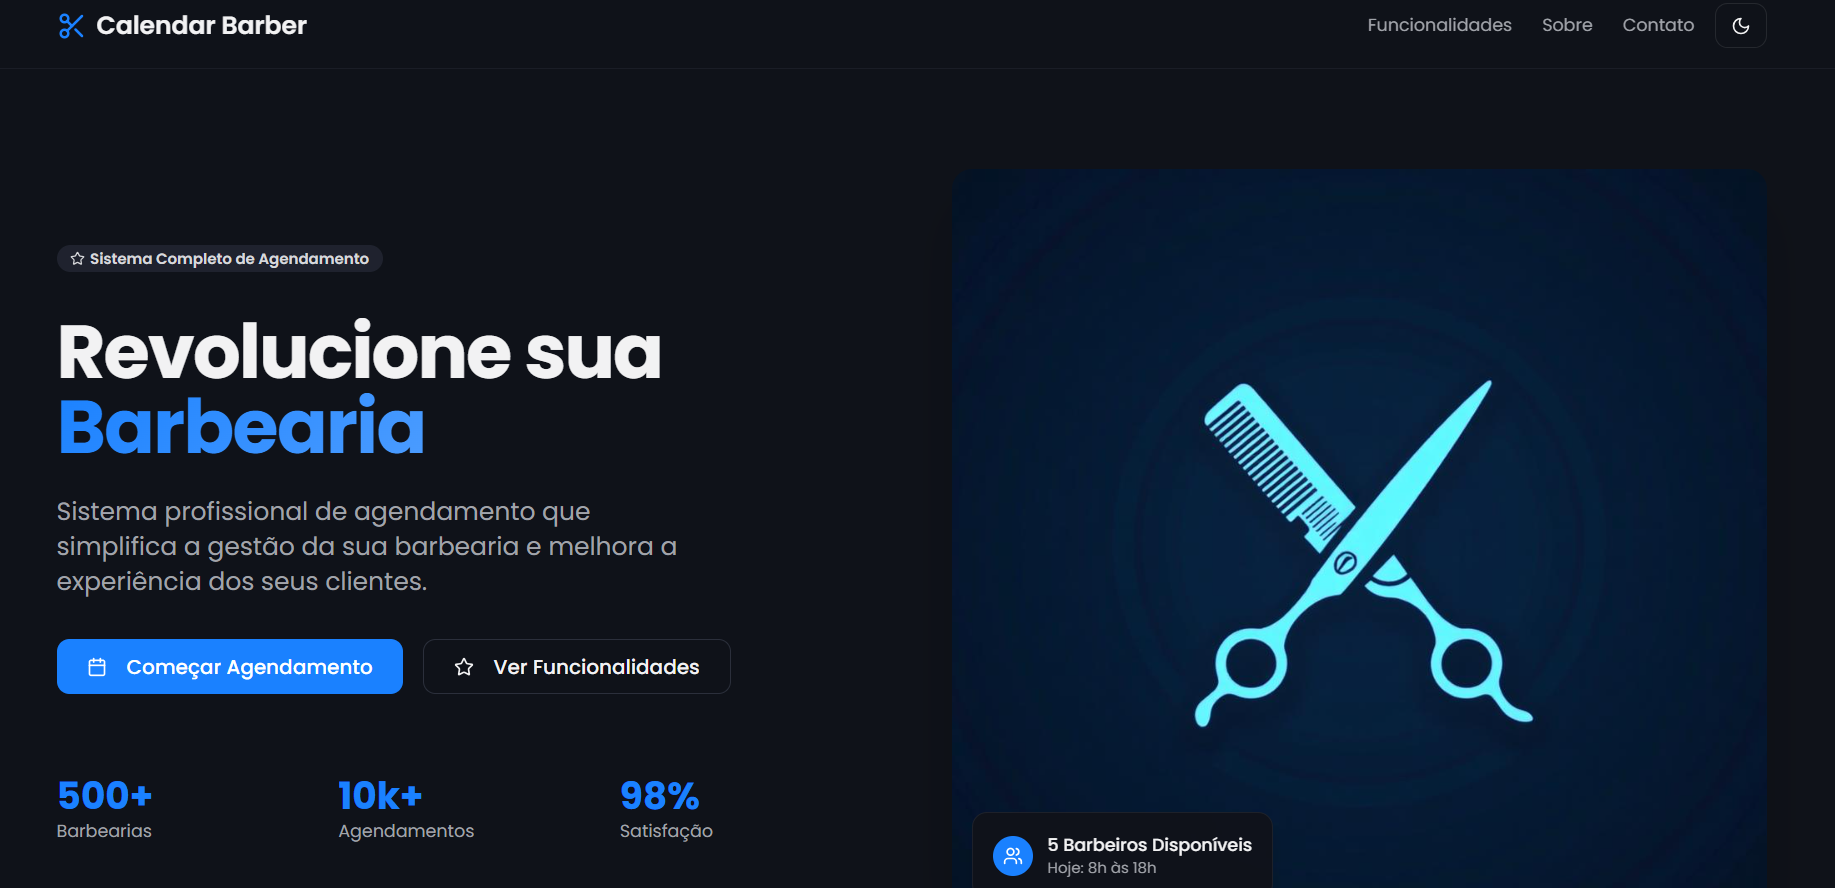 Calendar Barber
Funcionalidades Sobre Contato
Sistema Completo de Agendamento
Revolucione sua
Barbearia
Sistema profissional de agendamento que
simplifica a gestão da sua barbearia e melhora a
experiência dos seus clientes.
Começar Agendamento Ver Funcionalidades
500+ 10k+ 98%
Barbearias Agendamentos Satisfação
5 Barbeiros Disponíveis
Hoje: 8h às 18h